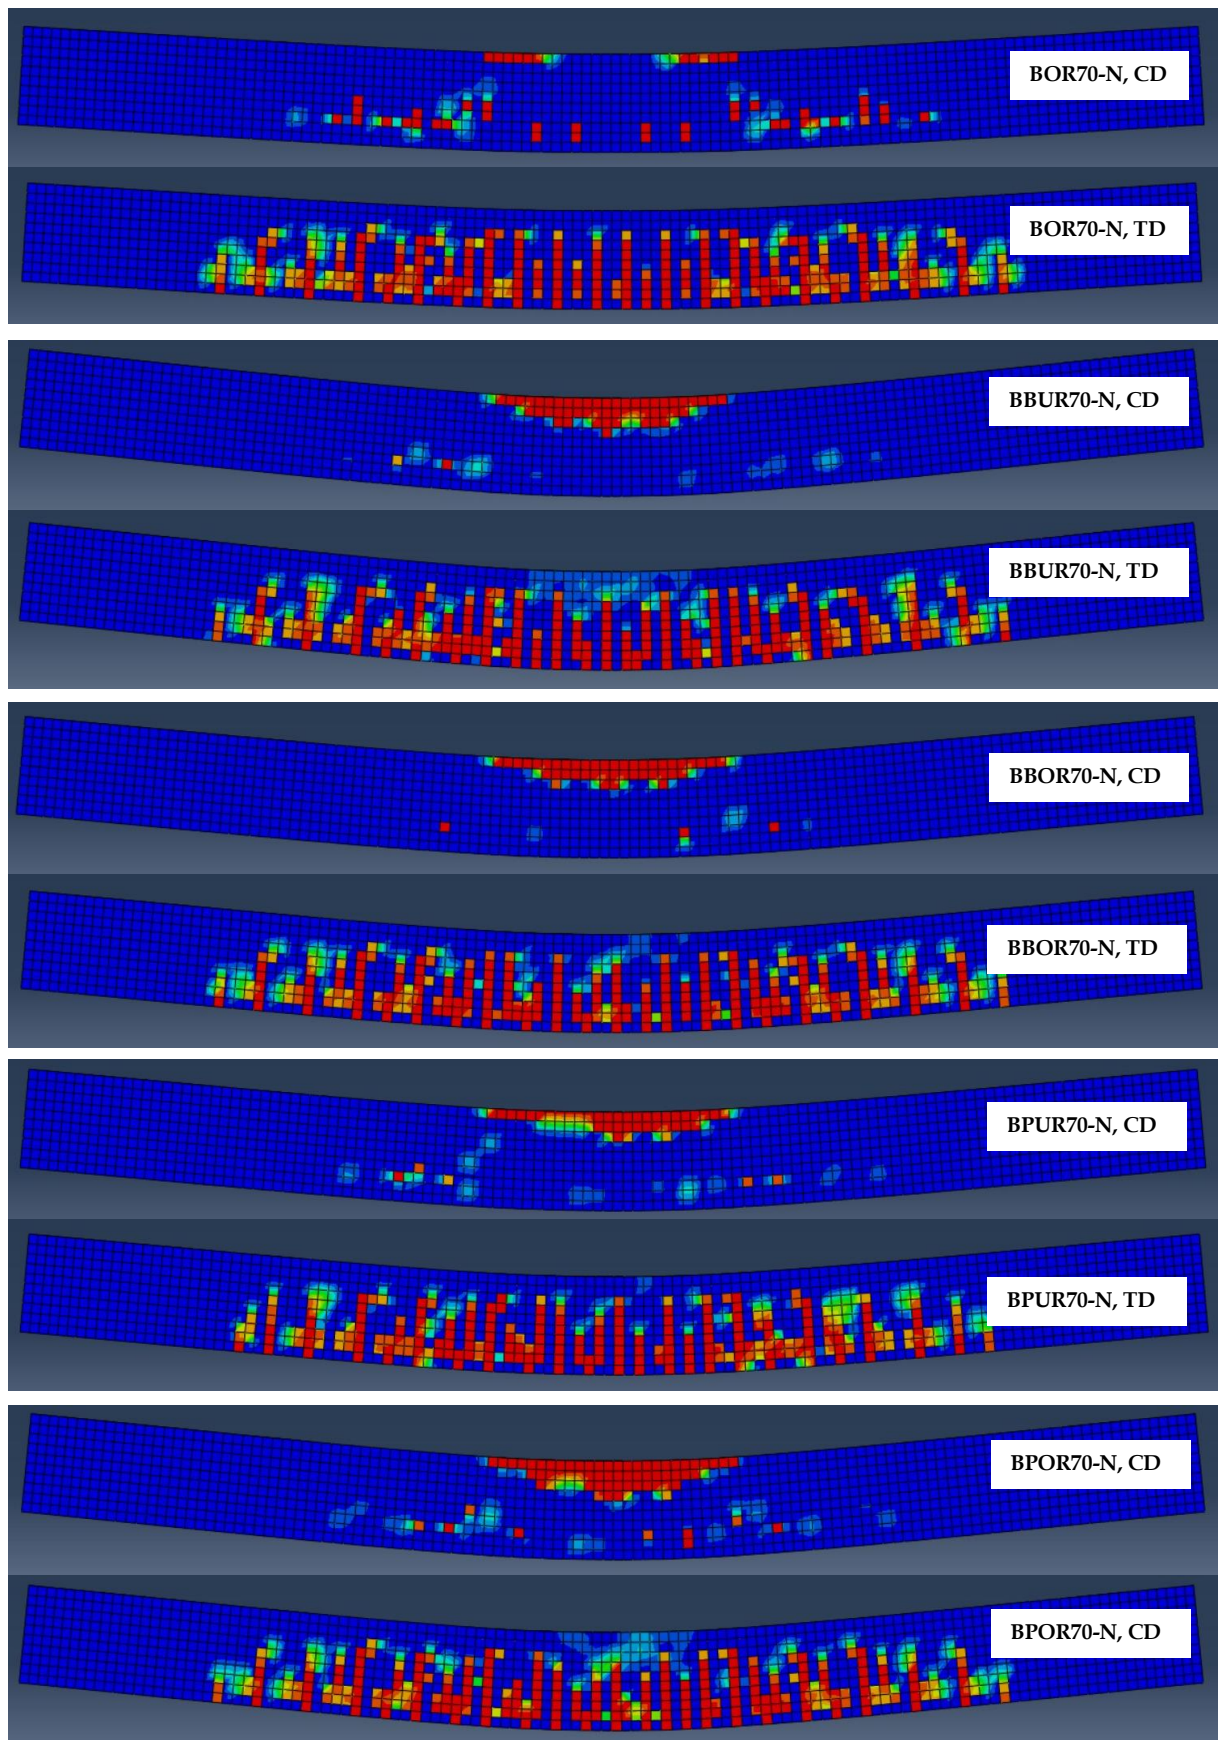 BOR70-N, CD
BOR70-N, TD
BBUR70-N, CD
BBUR70-N, TD
BBOR70-N, CD
BBOR70-N, TD
BPUR70-N, CD
BPUR70-N, TD
BPOR70-N, CD
BPOR70-N, CD